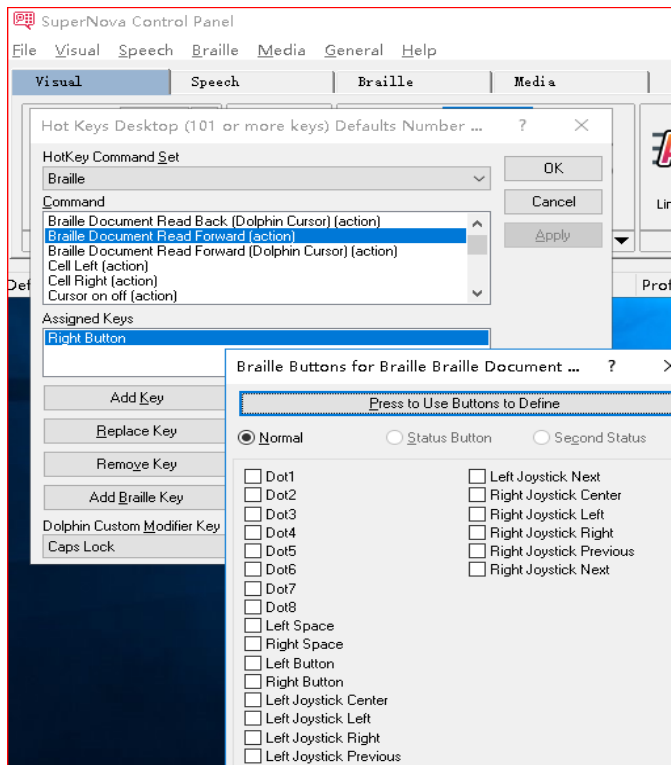 SuperNova Control Panel
File Visual Speech Braille Media General Help
Visual Speech Braille Media
Hot Keys Desktop (101 or more keys) Defaults Number ... ?
HotKey Command Set
Braille
OK
Command
Cancel
Braille Document Read Back (Dolphin Cursor) (action)
Braille Document Read Forward (action)
Apply
Braille Document Read Forward (Dolphin Cursor) (action)
Cell Left (action)
Cell Right (action)
Cursor on off (action)
Assigned Keys
Right Button
Add Key
Replace Key
Remove Key
Add Braille Key
Dolphin Custom Modifier Key
Caps Lock
Braille Buttons for Braille Braille Document ... ?
Press to Use Buttons to Define
Normal Status Button Second Status
Dot1
Dot2
Dot3
Dot4
Dot5
Dot6
Dot7
Dot8
Left Space
Right Space
Left Button
Right Button
Left Joystick Center
Left Joystick Left
Left Joystick Right
Left Joystick Previous
Left Joystick Next
Right Joystick Center
Right Joystick Left
Right Joystick Right
Right Joystick Previous
Right Joystick Next